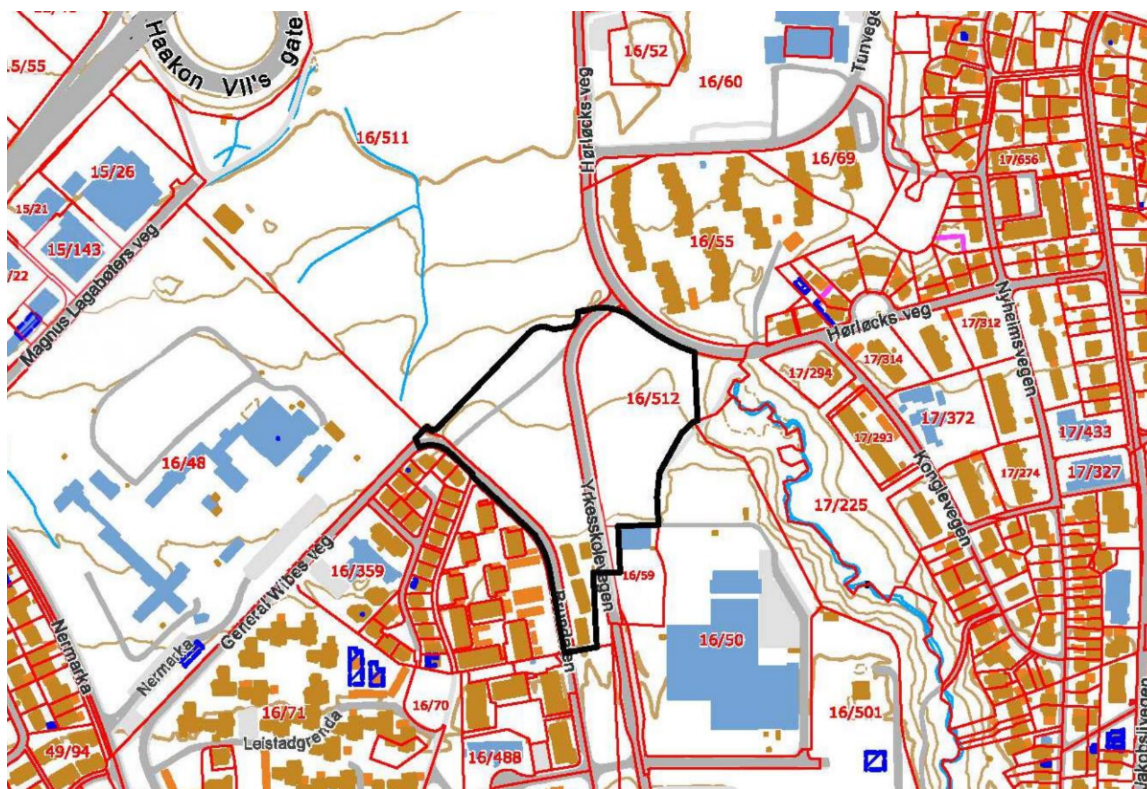 Haakon VII's gate
5/55
16/52
16/60
Tunvege
Hørløcks veg
16/511
15/26
15/21
15/143
/22
Magnus Lagabøters veg
16/69
17/656
16/55
Hørløcks veg
Nyheimsvegen
17/312
17/314
17/294
16/512
17/372
17/433
17/293
17/274
17/327
Konglevegen
16/48
Yrkesskolevegen
17/225
16/359
16/59
General Wibes veg
Nermarka
Nermarka
16/50
16/71
16/70
Leistadgrenda
16/501
49/94
16/488